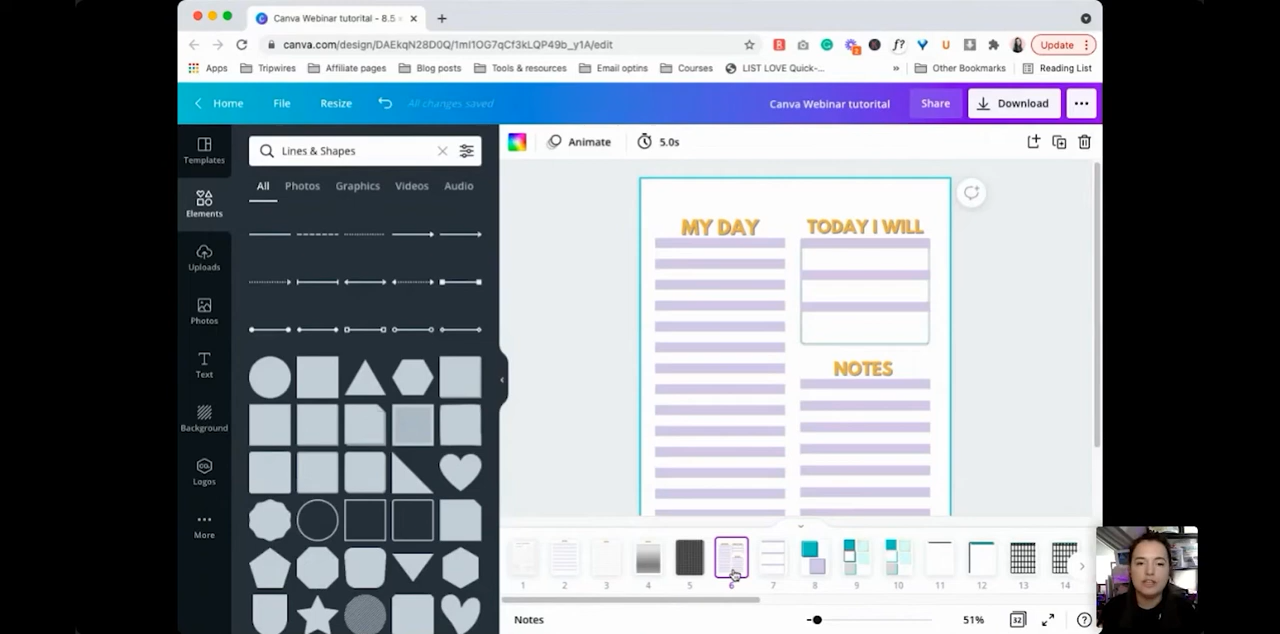 Canva Webinar tutorital - 8.5
canva.com/design/DAEkqN28D0Q/1mI1OG7qCf3kLQP49b_y1A/edit
Update
Apps
Tripwires
Affiliate pages
Blog posts
Tools & resources
Email optins
Courses
LIST LOVE Quick-...
»
Other Bookmarks
Reading List
Home
File
Resize
All changes saved
Canva Webinar tutorital
Share
Download
Templates
Elements
Uploads
Photos
Text
Background
Logos
More
Lines & Shapes
All
Photos
Graphics
Videos
Audio
Animate
5.0s
MY DAY
TODAY I WILL
NOTES
1
2
3
4
5
6
7
8
9
10
11
12
13
14
Notes
51%
32